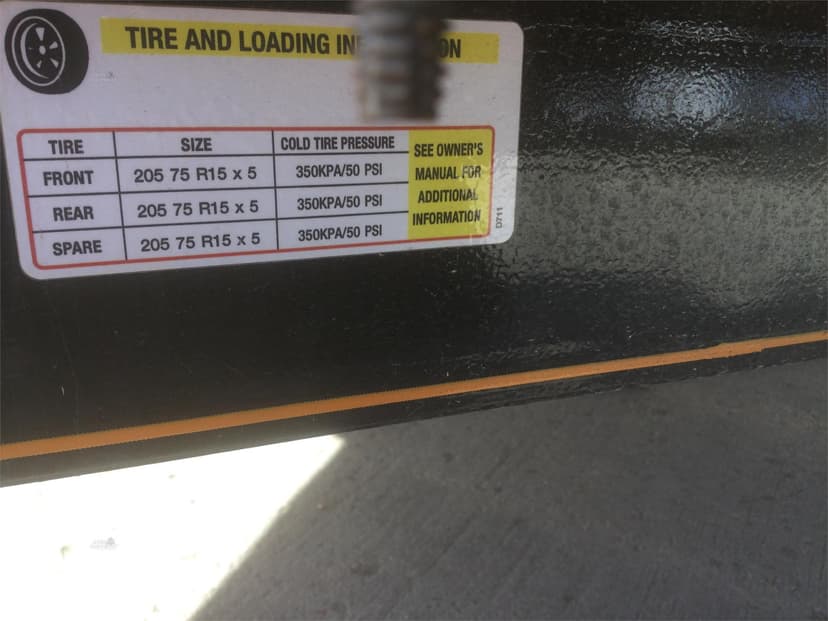 TIRE AND LOADING
TIRE SIZE COLD TIRE PRESSURE SEE OWNER'S MANUAL FOR ADDITIONAL INFORMATION
FRONT 205 75 R15 x 5 350KPA/50 PSI
REAR 205 75 R15 x 5 350KPA/50 PSI
SPARE 205 75 R15 x 5 350KPA/50 PSI
D711